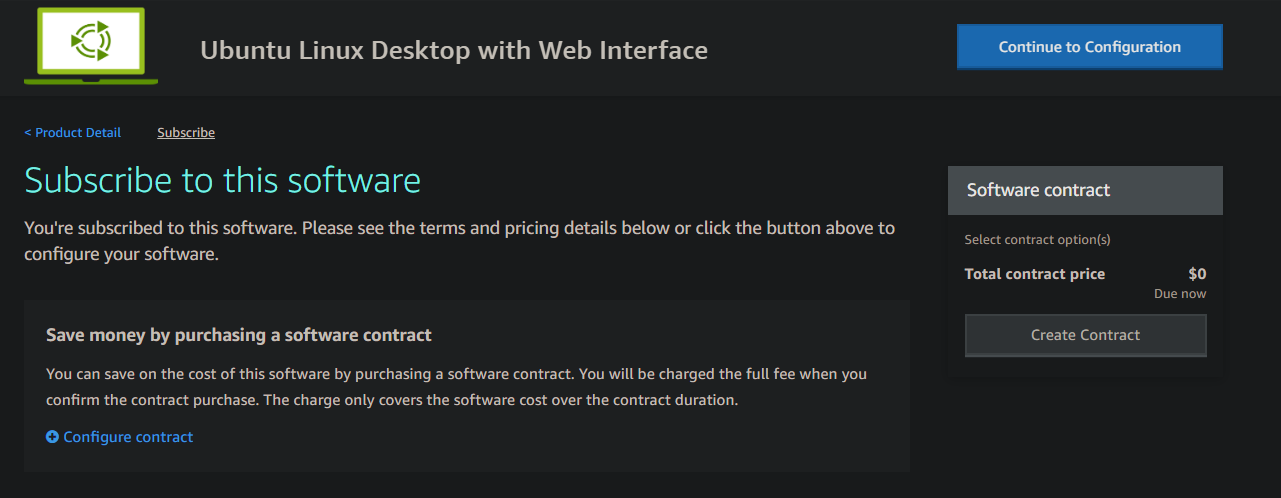 Ubuntu Linux Desktop with Web Interface
Continue to Configuration
< Product Detail
Subscribe
Subscribe to this software
You're subscribed to this software. Please see the terms and pricing details below or click the button above to
configure your software.
Save money by purchasing a software contract
You can save on the cost of this software by purchasing a software contract. You will be charged the full fee when you
confirm the contract purchase. The charge only covers the software cost over the contract duration.
Configure contract
Software contract
Select contract option(s)
Total contract price $0
Due now
Create Contract